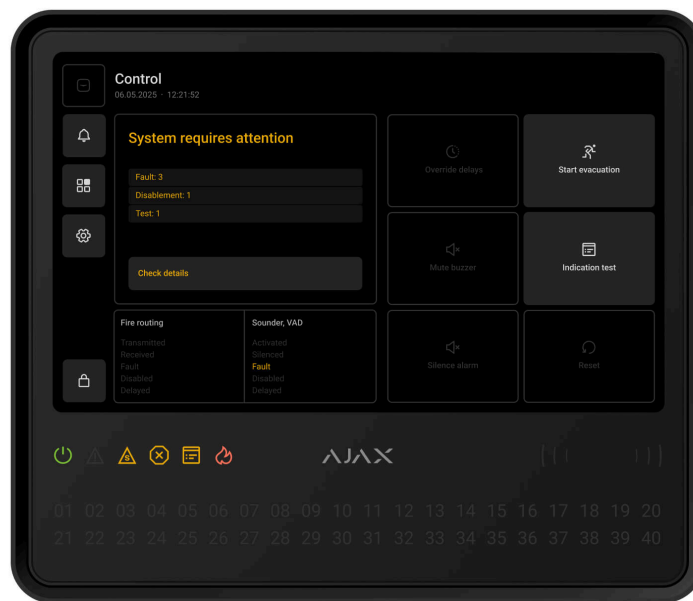 Control
06.05.2025 · 12:21:52
System requires attention
Fault: 3
Disablement: 1
Test: 1
Check details
Override delays
Start evacuation
Mute buzzer
Indication test
Silence alarm
Reset
Fire routing
Transmitted
Received
Fault
Disabled
Delayed
Sounder, VAD
Activated
Silenced
Fault
Disabled
Delayed
AJAX
01 02 03 04 05 06 07 08 09 10 11 12 13 14 15 16 17 18 19 20
21 22 23 24 25 26 27 28 29 30 31 32 33 34 35 36 37 38 39 40